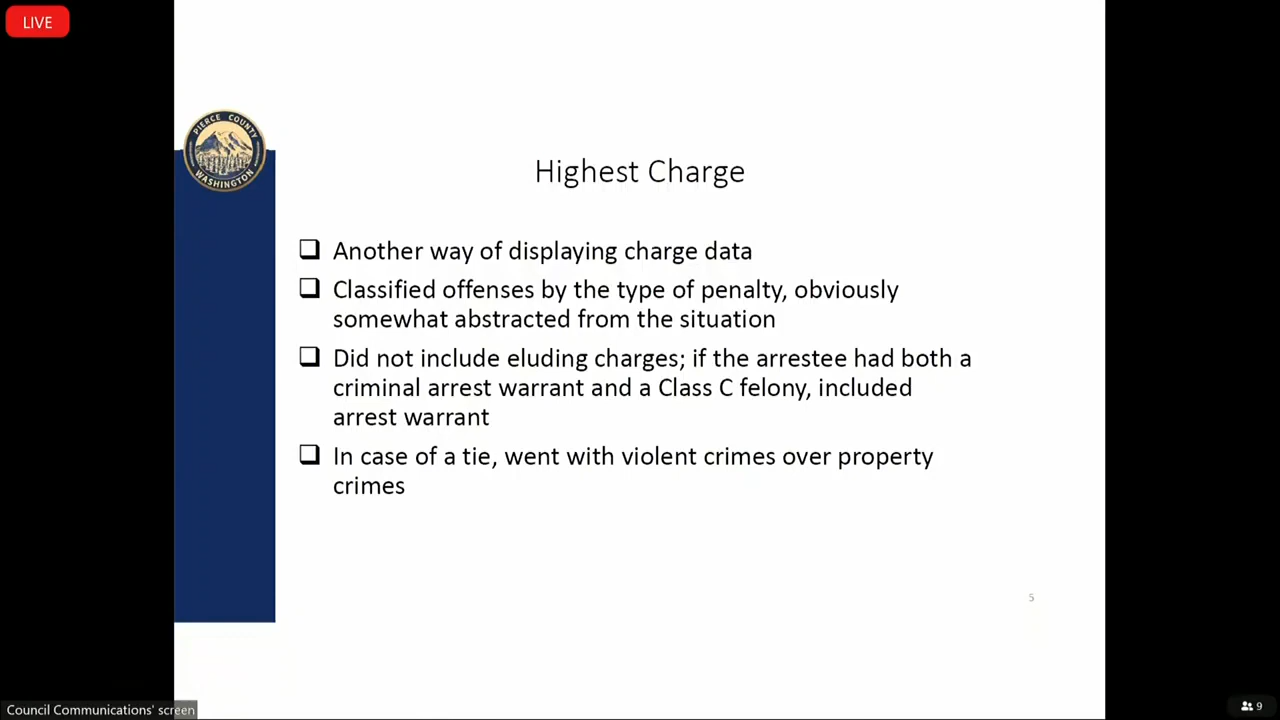 LIVE
PIERCE COUNTY
WASHINGTON
Highest Charge
Another way of displaying charge data
Classified offenses by the type of penalty, obviously
somewhat abstracted from the situation
Did not include eluding charges; if the arrestee had both a
criminal arrest warrant and a Class C felony, included
arrest warrant
In case of a tie, went with violent crimes over property
crimes
5
Council Communications' screen
9